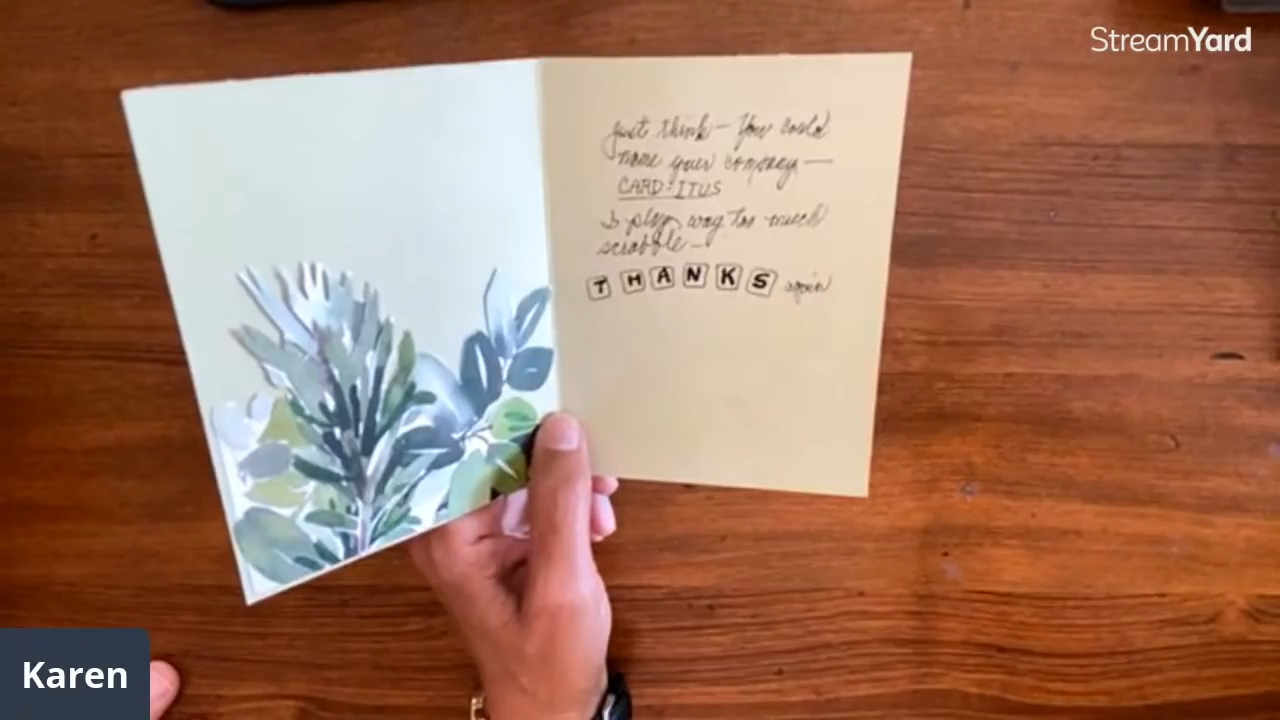 StreamYard
Just think — You could
name your company —
CARD-ITUS
I play way too much
scrabble —
THANKS again
Karen